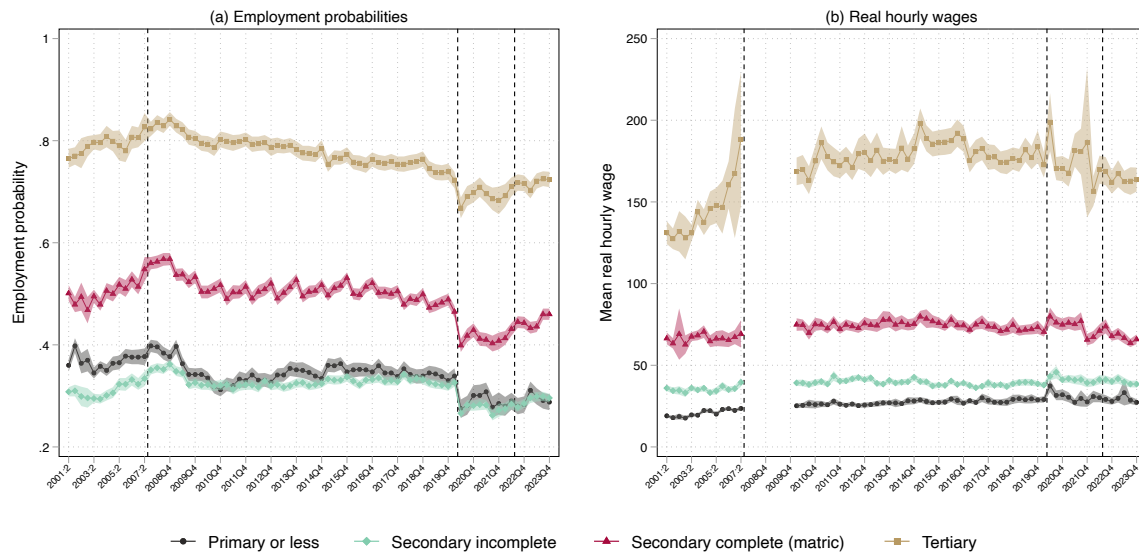 (a) Employment probabilities
Employment probability
1
.8
.6
.4
.2
2001:2
2003:2
2005:2
2007:2
2008Q4
2009Q4
2010Q4
2011Q4
2012Q4
2013Q4
2014Q4
2015Q4
2016Q4
2017Q4
2018Q4
2019Q4
2020Q4
2021Q4
2022Q4
2023Q4
(b) Real hourly wages
Mean real hourly wage
250
200
150
100
50
0
2001:2
2003:2
2005:2
2007:2
2008Q4
2009Q4
2010Q4
2011Q4
2012Q4
2013Q4
2014Q4
2015Q4
2016Q4
2017Q4
2018Q4
2019Q4
2020Q4
2021Q4
2022Q4
2023Q4
Primary or less
Secondary incomplete
Secondary complete (matric)
Tertiary